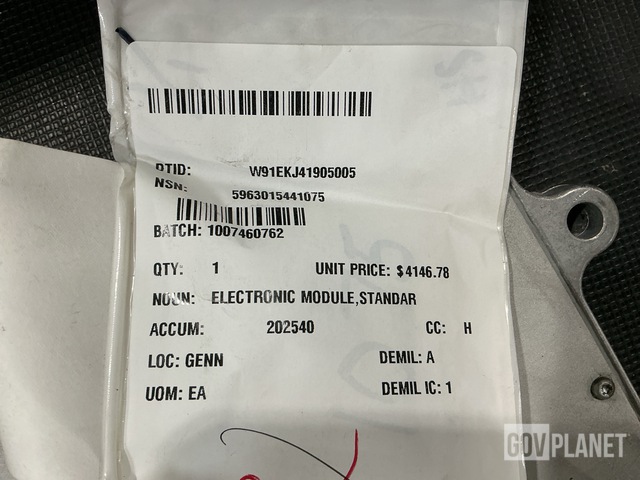 DTID: W91EKJ41905005
NSN: 5963015441075
BATCH: 1007460762
QTY: 1 UNIT PRICE: $4146.78
NOUN: ELECTRONIC MODULE,STANDAR
ACCUM: 202540 CC: H
LOC: GENN DEMIL: A
UOM: EA DEMIL IC: 1
GOVPLANET